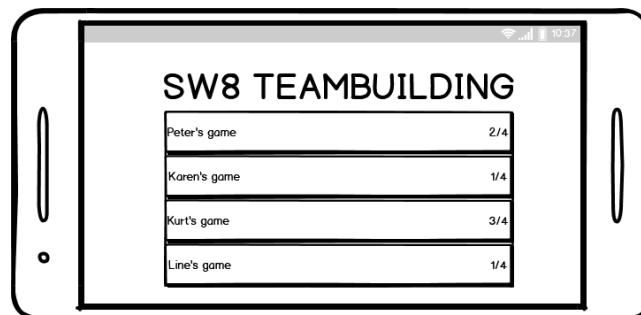 10:37
SW8 TEAMBUILDING
Peter's game 2/4
Karen's game 1/4
Kurt's game 3/4
Line's game 1/4